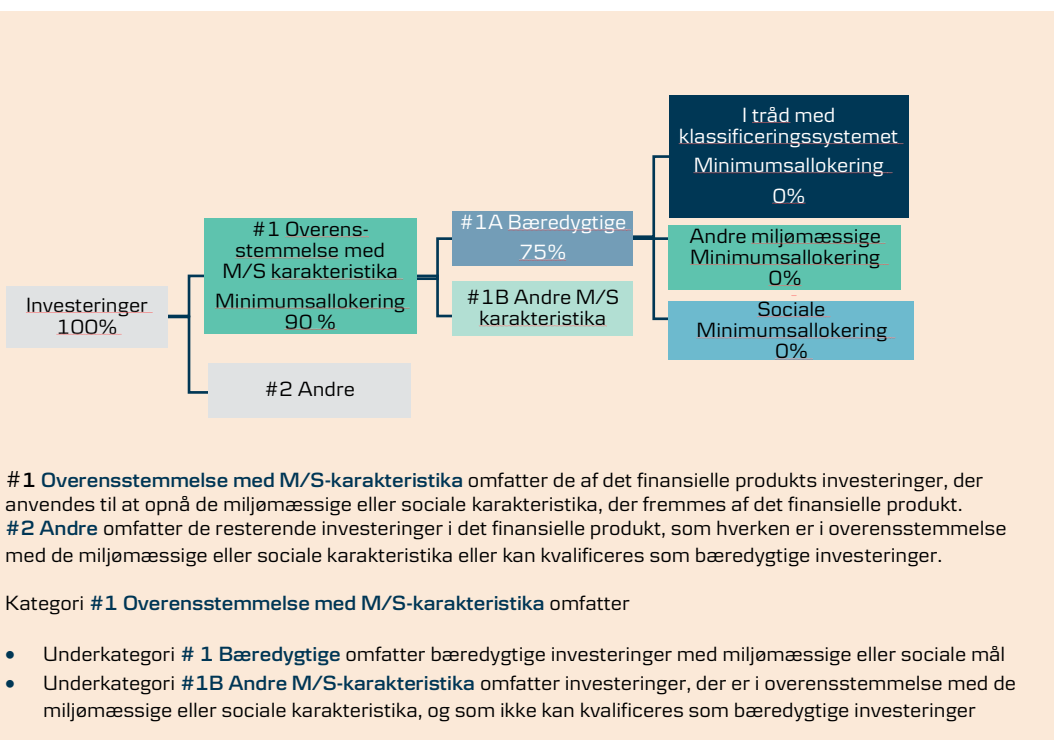 I tråd med
klassificeringssystemet
Minimumsallokering
0%
#1 Overens-
stemmelse med
M/S karakteristika
Minimumsallokering
90 %
#1A Bæredygtige
75%
Andre miljømæssige
Minimumsallokering
0%
Investeringer
100%
#1B Andre M/S
karakteristika
Sociale
Minimumsallokering
0%
#2 Andre
#1 Overensstemmelse med M/S-karakteristika omfatter de af det finansielle produkts investeringer, der
anvendes til at opnå de miljømæssige eller sociale karakteristika, der fremmes af det finansielle produkt.
#2 Andre omfatter de resterende investeringer i det finansielle produkt, som hverken er i overensstemmelse
med de miljømæssige eller sociale karakteristika eller kan kvalificeres som bæredygtige investeringer.
Kategori #1 Overensstemmelse med M/S-karakteristika omfatter
• Underkategori # 1 Bæredygtige omfatter bæredygtige investeringer med miljømæssige eller sociale mål
• Underkategori #1B Andre M/S-karakteristika omfatter investeringer, der er i overensstemmelse med de
miljømæssige eller sociale karakteristika, og som ikke kan kvalificeres som bæredygtige investeringer